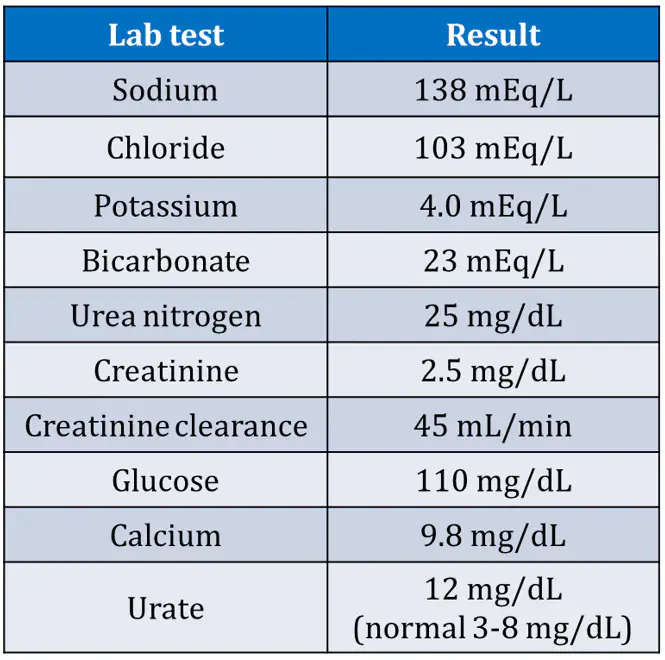 Lab test Result
Sodium 138 mEq/L
Chloride 103 mEq/L
Potassium 4.0 mEq/L
Bicarbonate 23 mEq/L
Urea nitrogen 25 mg/dL
Creatinine 2.5 mg/dL
Creatinine clearance 45 mL/min
Glucose 110 mg/dL
Calcium 9.8 mg/dL
Urate 12 mg/dL
(normal 3-8 mg/dL)